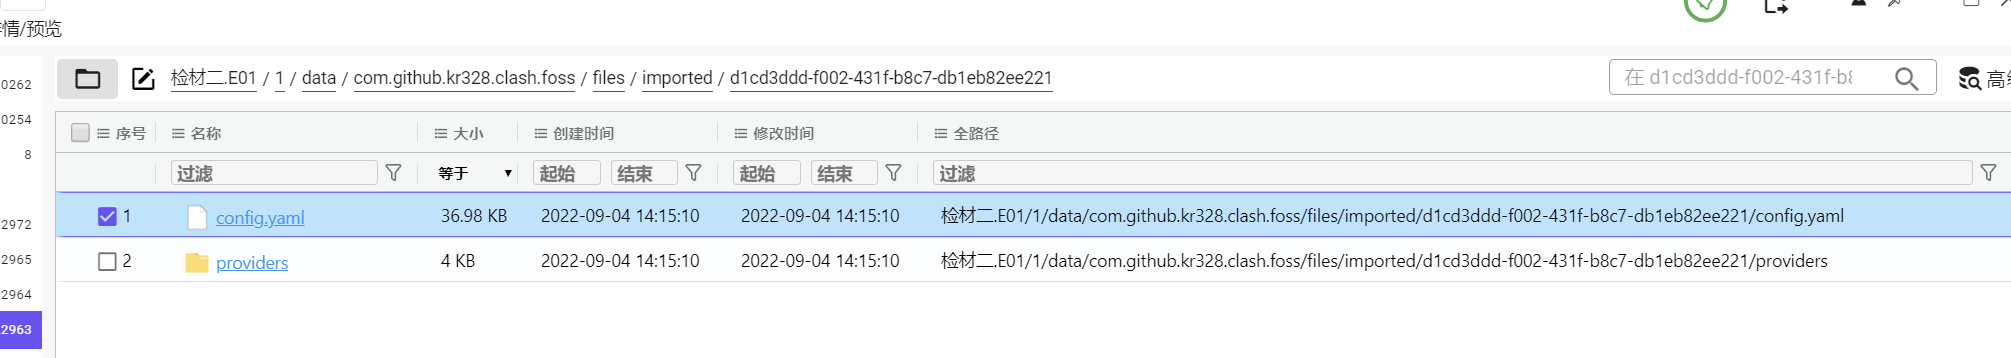 情/预览
0262
检材二.E01 / 1 / data / com.github.kr328.clash.foss / files / imported / d1cd3ddd-f002-431f-b8c7-db1eb82ee221
在 d1cd3ddd-f002-431f-b8
高
0254
序号 名称 大小 创建时间 修改时间 全路径
8
过滤 等于 起始 结束 起始 结束 过滤
2972
1 config.yaml 36.98 KB 2022-09-04 14:15:10 2022-09-04 14:15:10 检材二.E01/1/data/com.github.kr328.clash.foss/files/imported/d1cd3ddd-f002-431f-b8c7-db1eb82ee221/config.yaml
2965
2 providers 4 KB 2022-09-04 14:15:10 2022-09-04 14:15:10 检材二.E01/1/data/com.github.kr328.clash.foss/files/imported/d1cd3ddd-f002-431f-b8c7-db1eb82ee221/providers
2964
2963